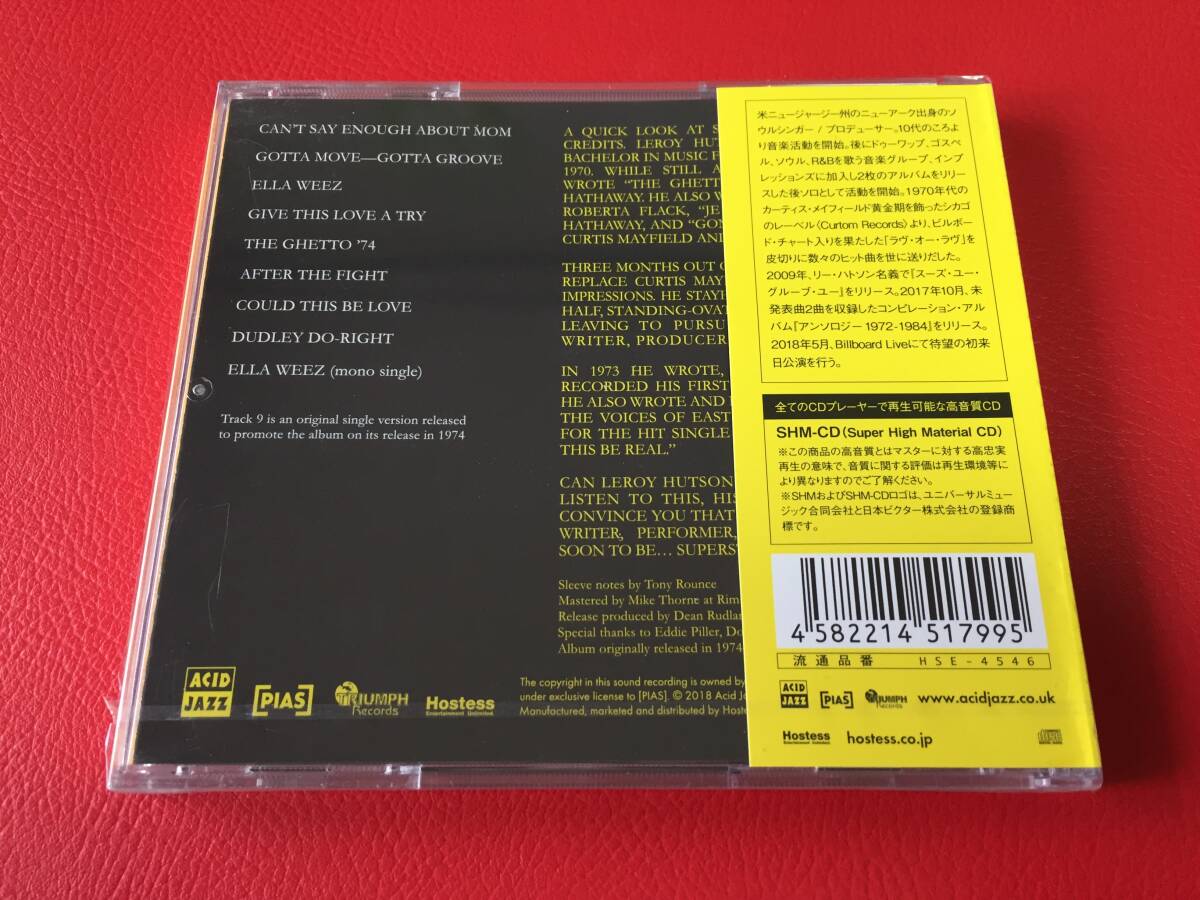 CAN'T SAY ENOUGH ABOUT MOM
GOTTA MOVE—GOTTA GROOVE
ELLA WEEZ
GIVE THIS LOVE A TRY
THE GHETTO '74
AFTER THE FIGHT
COULD THIS BE LOVE
DUDLEY DO-RIGHT
ELLA WEEZ (mono single)
Track 9 is an original single version released
to promote the album on its release in 1974
A QUICK LOOK AT
CREDITS. LEROY
BACHELOR IN MUSIC
1970. WHILE STILL
WROTE "THE
HATHAWAY. HE ALSO
ROBERTA FLACK,
HATHAWAY, AND
CURTIS MAYFIELD AND
THREE MONTHS OUT
REPLACE CURTIS
IMPRESSIONS. HE
HALF,
LEAVING TO
WRITER, PRODUCER
IN 1973 HE WROTE,
RECORDED HIS FIRST
HE ALSO WROTE AND
THE VOICES OF EAST
FOR THE HIT SINGLE
THIS BE REAL."
CAN LEROY HUTSON
LISTEN TO THIS, HIS
CONVINCE YOU THAT
WRITER, PERFORMER,
SOON TO BE...
Sleeve notes by Tony Rounce
Mastered by Mike Thorne at
Release produced by Dean
Special thanks to Eddie Piller,
Album originally released in 1974
ACID
JAZZ
[PIAS]
TRIUMPH
Records
Hostess
Entertainment Unlimited.
The copyright in this sound recording is owned by
under exclusive license to [PIAS]. © 2018 Acid
Manufactured, marketed and distributed by
米ニュージャージー州のニューアーク出身のソ
ウルシンガー / プロデューサー。10代のころよ
り音楽活動を開始。後にドゥーワップ、ゴスペ
ル、ソウル、R&Bを歌う音楽グループ、インプ
レッションズに加入し2枚のアルバムをリリー
スした後ソロとして活動を開始。1970年代の
カーティス・メイフィールド黄金期を飾ったシカゴ
のレーベル〈Curtom Records〉より、ビルボー
ド・チャート入りを果たした『ラヴ・オー・ラヴ』を
皮切りに数々のヒット曲を世に送りだした。
2009年、リー・ハトソン名義で『スーズ・ユー・
グルーブ・ユー』をリリース。2017年10月、未
発表曲2曲を収録したコンピレーション・アル
バム『アンソロジー 1972-1984』をリリース。
2018年5月、Billboard Liveにて待望の初来
日公演を行う。
全てのCDプレーヤーで再生可能な高音質CD
SHM-CD(Super High Material CD)
※この商品の高音質とはマスターに対する高忠実
再生の意味で、音質に関する評価は再生環境等に
より異なりますのでご了解ください。
※SHMおよびSHM-CDロゴは、ユニバーサルミュー
ジック合同会社と日本ビクター株式会社の登録商
標です。
4 582214 517995
流通品番 HSE-4546
ACID
JAZZ
[PIAS]
TRIUMPH
Records
www.acidjazz.co.uk
Hostess
Entertainment Unlimited.
hostess.co.jp